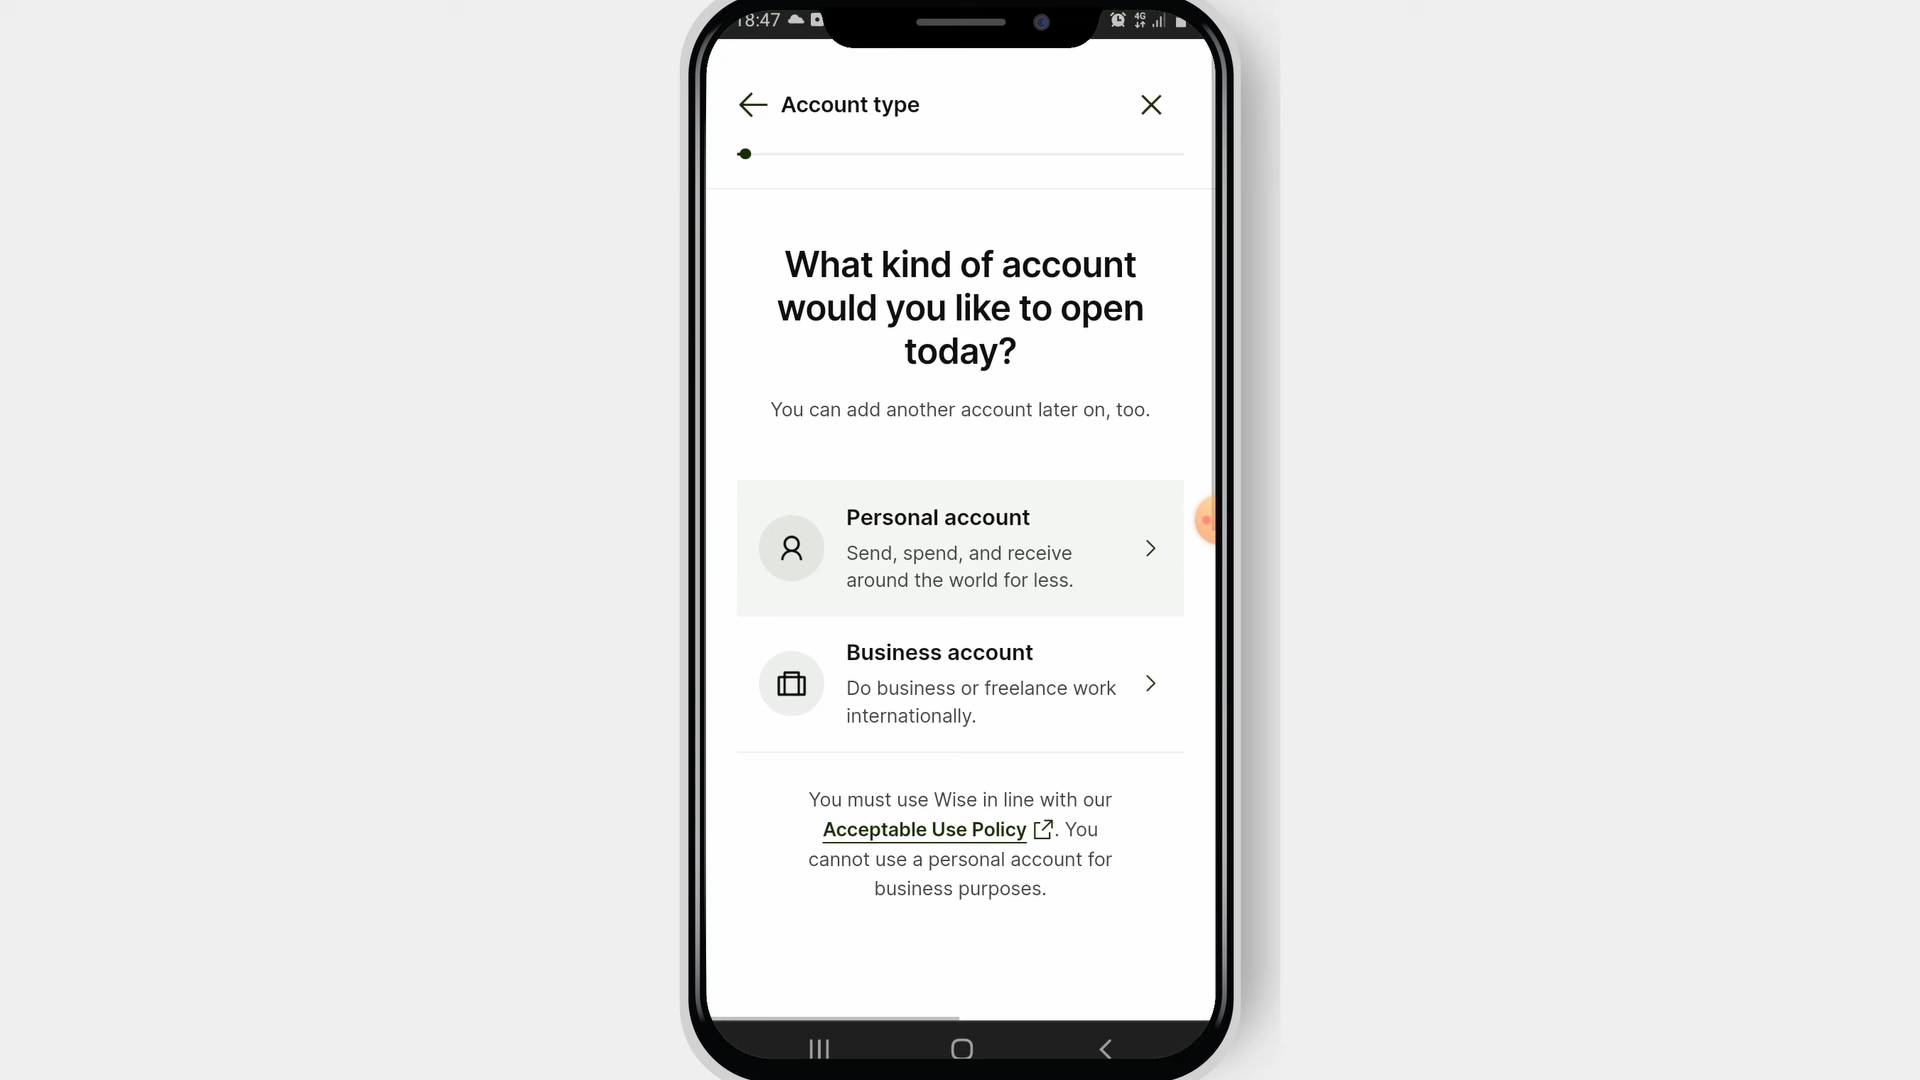 18:47
4G
Account type
What kind of account
would you like to open
today?
You can add another account later on, too.
Personal account
Send, spend, and receive
around the world for less.
Business account
Do business or freelance work
internationally.
You must use Wise in line with our
Acceptable Use Policy. You
cannot use a personal account for
business purposes.